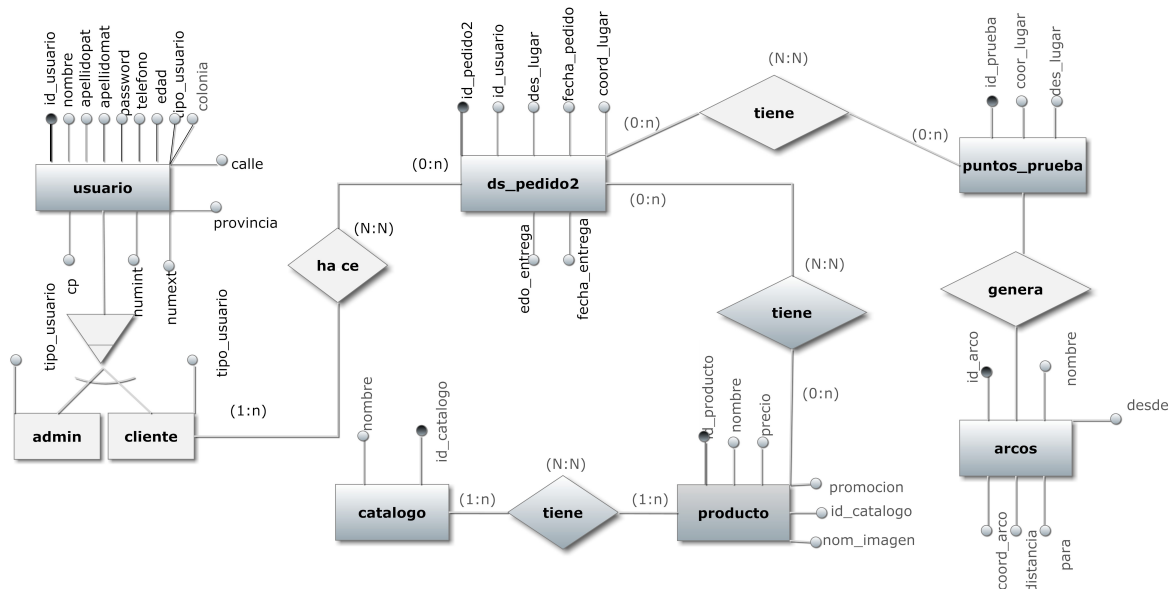 id_usuario
nombre
apellidopat
apellidomat
password
telefono
edad
tipo_usuario
colonia
calle
usuario
provincia
cp
numint
numext
tipo_usuario
tipo_usuario
admin
cliente
(1:n)
(0:n)
(N:N)
ha ce
id_pedido2
id_usuario
des_lugar
fecha_pedido
coord_lugar
ds_pedido2
edo_entrega
fecha_entrega
(0:n)
(N:N)
tiene
(0:n)
(0:n)
(N:N)
tiene
(0:n)
id_prueba
coor_lugar
des_lugar
puntos_prueba
genera
id_arco
nombre
desde
arcos
coord_arco
distancia
para
nombre
id_catalogo
catalogo
(1:n)
(N:N)
tiene
(1:n)
id_producto
nombre
precio
producto
promocion
id_catalogo
nom_imagen